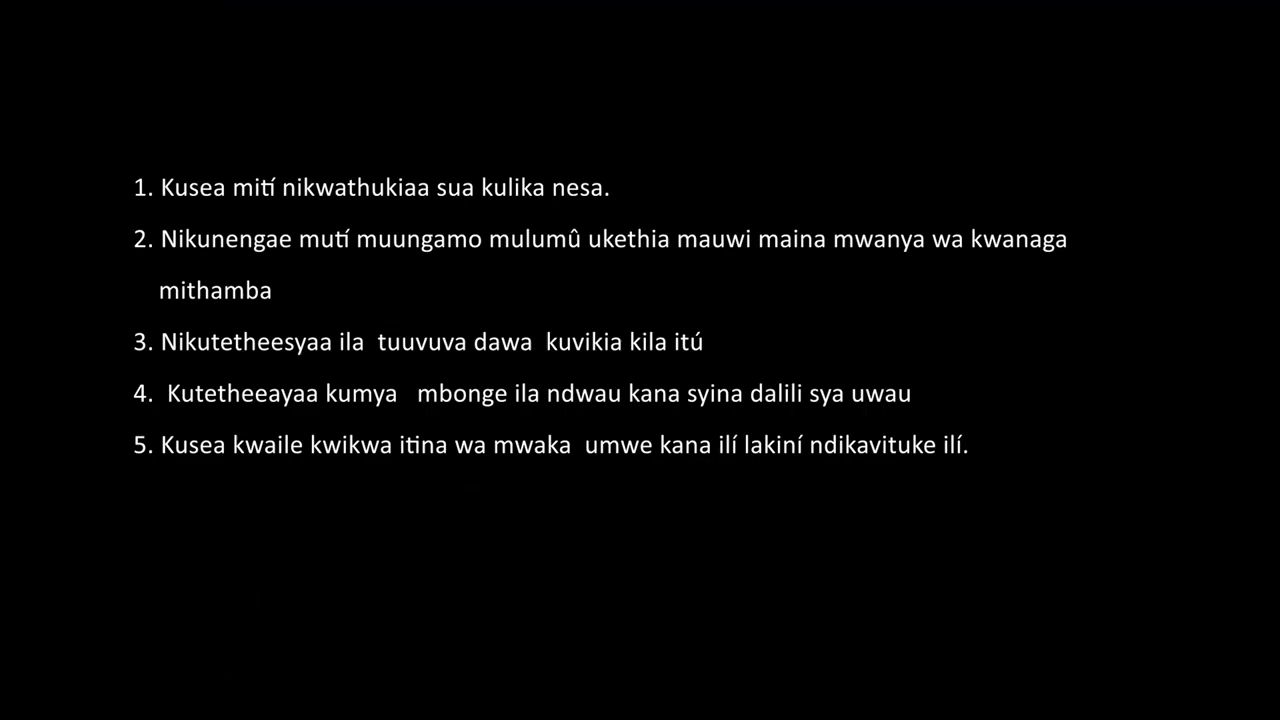 1. Kusea mití nikwathukiaa sua kulika nesa.
2. Nikunengae mutí muungamo mulumû ukethia mauwi maina mwanya wa kwanaga
mithamba
3. Nikutetheesyaa ila tuuvuva dawa kuvikia kila itú
4. Kutetheeayaa kumya mbonge ila ndwau kana syina dalili sya uwau
5. Kusea kwaile kwikwa itina wa mwaka umwe kana ilí lakiní ndikavituke ilí.